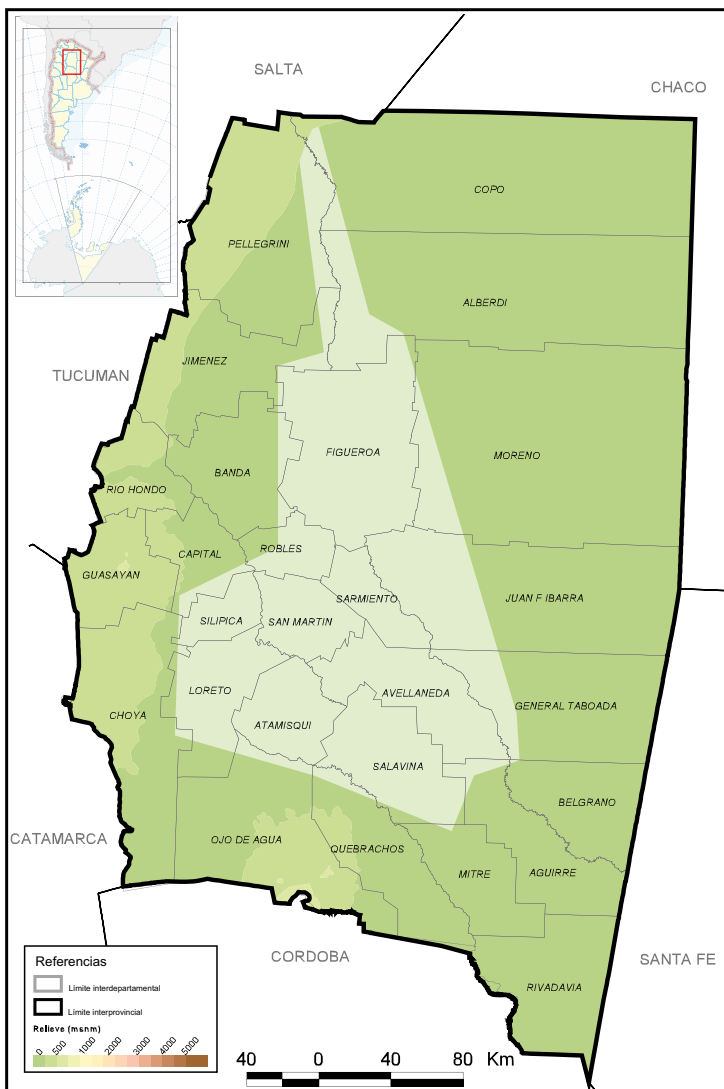 SALTA
CHACO
COPO
PELLEGRINI
ALBERDI
JIMENEZ
TUCUMAN
FIGUEROA
MORENO
BANDA
RIO HONDO
CAPITAL
ROBLES
GUASAYAN
SARMIENTO
JUAN F IBARRA
SILIPICA
SAN MARTIN
LORETO
AVELLANEDA
GENERAL TABOADA
CHOYA
ATAMISQUI
SALAVINA
BELGRANO
CATAMARCA
OJO DE AGUA
QUEBRACHOS
MITRE
AGUIRRE
CORDOBA
SANTA FE
RIVADAVIA
Referencias
Límite interdepartamental
Límite interprovincial
Relieve (msnm)
0 500 1000 2000 3000 4000 5000
40 0 40 80 Km